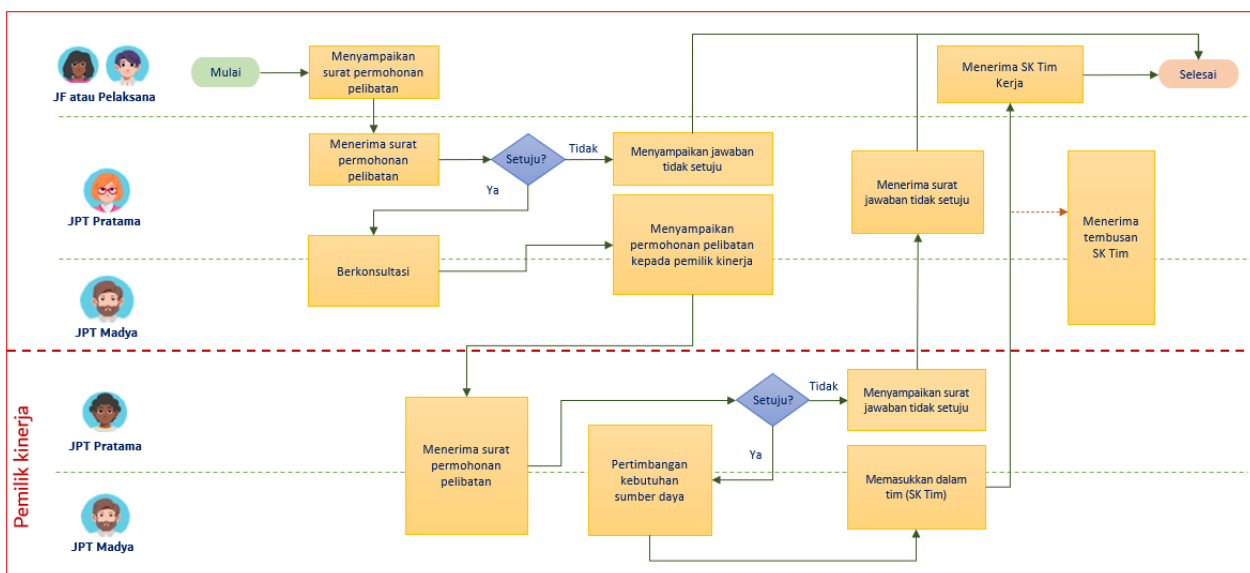 Mulai
Menyampaikan
surat permohonan
pelibatan
Menerima SK Tim
Kerja
Selesai
JF atau Pelaksana
Menerima surat
permohonan
pelibatan
Setuju?
Tidak
Menyampaikan jawaban
tidak setuju
Ya
Menerima surat
jawaban tidak setuju
JPT Pratama
Menyampaikan
permohonan pelibatan
kepada pemilik kinerja
Menerima
tembusan
SK Tim
Berkonsultasi
JPT Madya
Pemilik kinerja
JPT Pratama
Menerima surat
permohonan
pelibatan
Setuju?
Tidak
Menyampaikan surat
jawaban tidak setuju
Ya
Pertimbangan
kebutuhan
sumber daya
Memasukkan dalam
tim (SK Tim)
JPT Madya